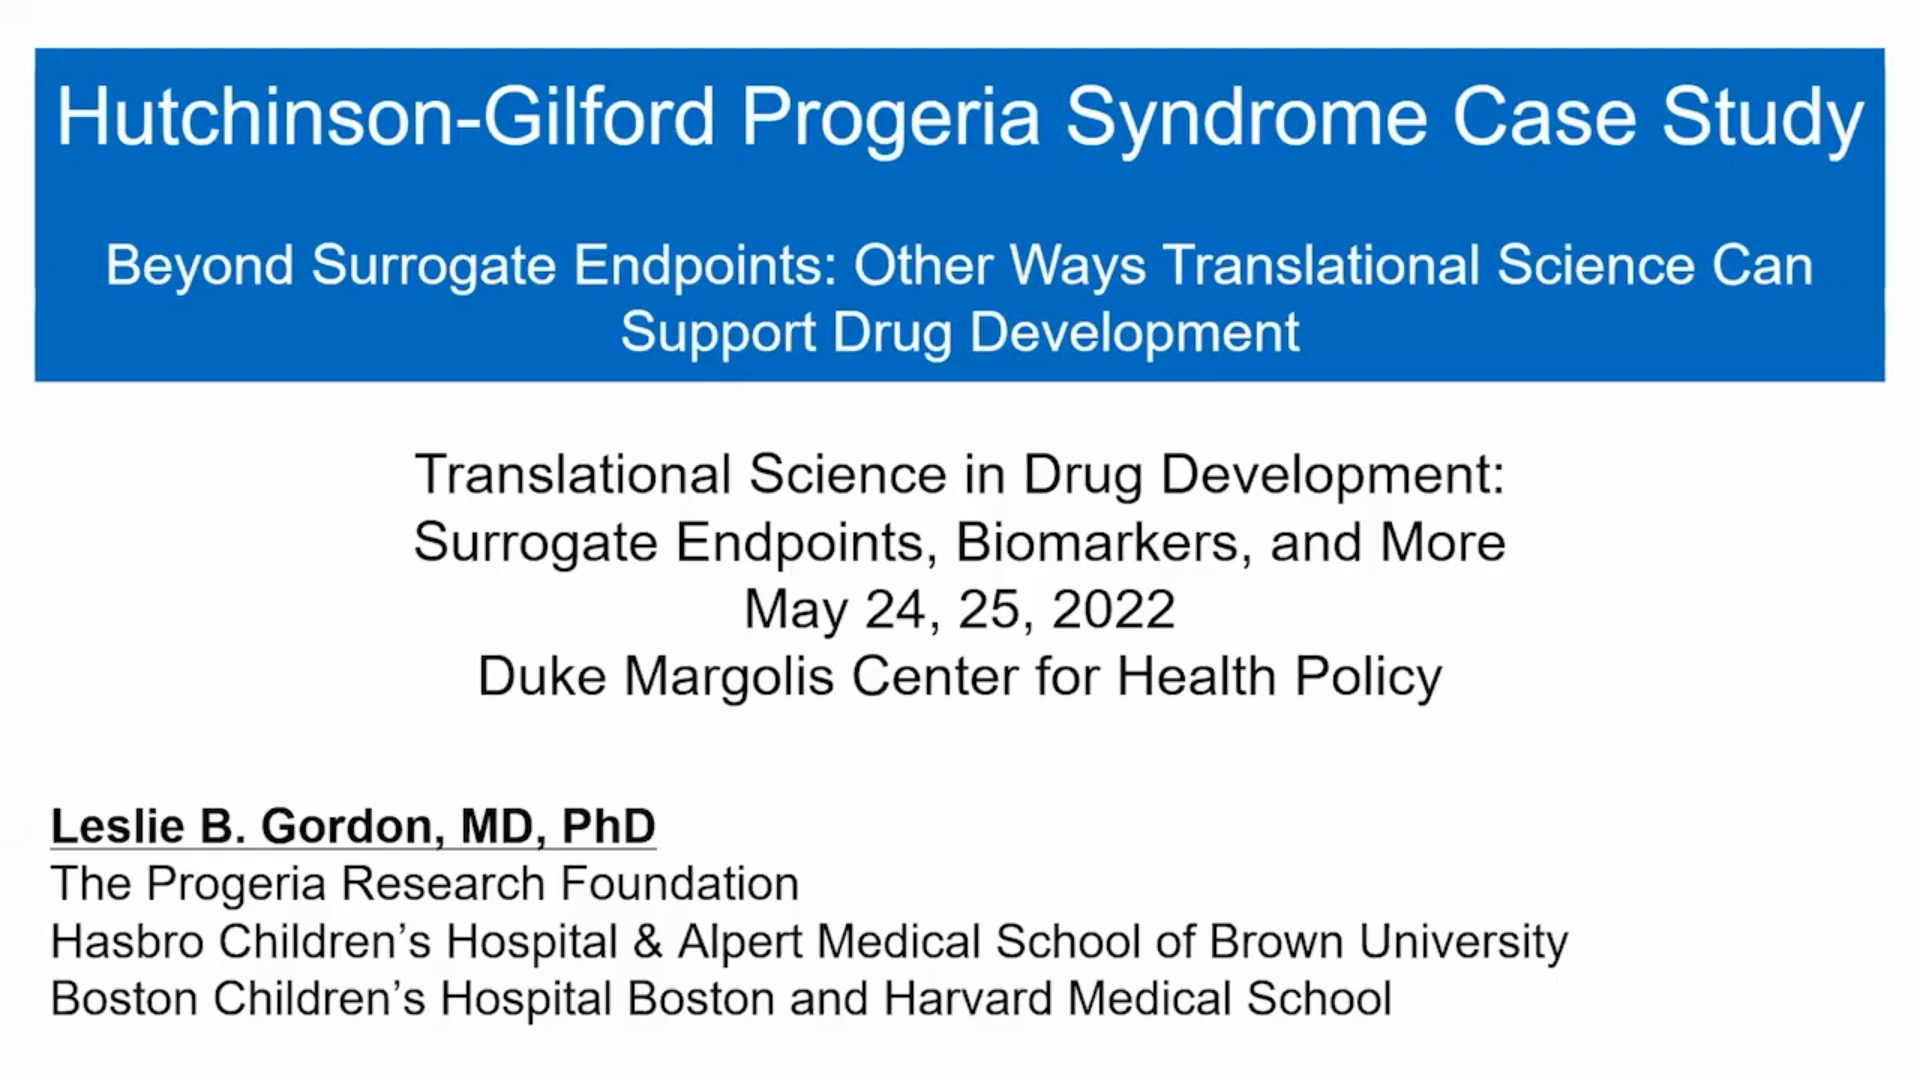 Hutchinson-Gilford Progeria Syndrome Case Study
Beyond Surrogate Endpoints: Other Ways Translational Science Can
Support Drug Development
Translational Science in Drug Development:
Surrogate Endpoints, Biomarkers, and More
May 24, 25, 2022
Duke Margolis Center for Health Policy
Leslie B. Gordon, MD, PhD
The Progeria Research Foundation
Hasbro Children’s Hospital & Alpert Medical School of Brown University
Boston Children’s Hospital Boston and Harvard Medical School